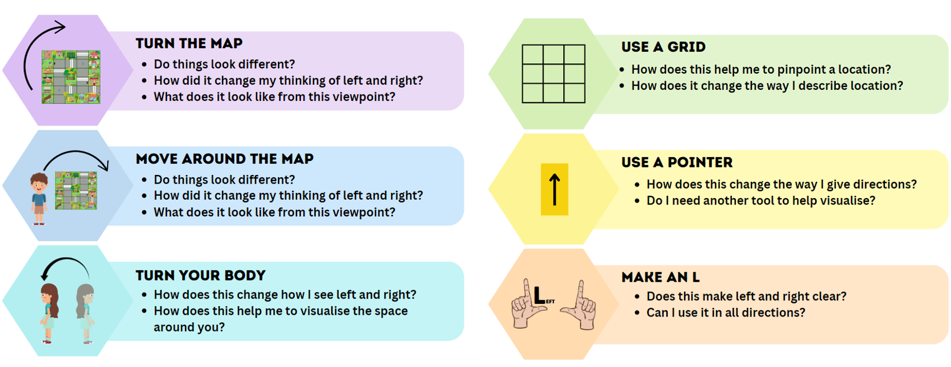 TURN THE MAP
• Do things look different?
• How did it change my thinking of left and right?
• What does it look like from this viewpoint?
MOVE AROUND THE MAP
• Do things look different?
• How did it change my thinking of left and right?
• What does it look like from this viewpoint?
TURN YOUR BODY
• How does this change how I see left and right?
• How does this help me to visualise the space
around you?
USE A GRID
• How does this help me to pinpoint a location?
• How does it change the way I describe location?
USE A POINTER
• How does this change the way I give directions?
• Do I need another tool to help visualise?
LEFT
MAKE AN L
• Does this make left and right clear?
• Can I use it in all directions?